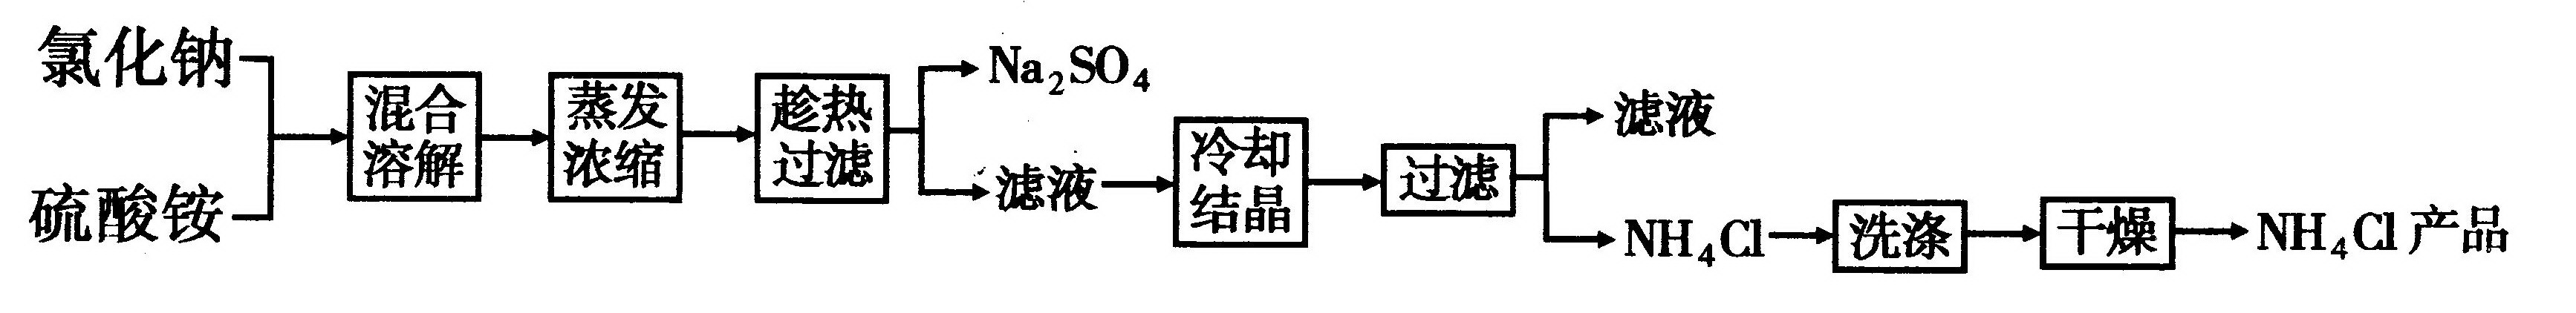 氯化钠
硫酸铵
混合
溶解
蒸发
浓缩
趁热
过滤
Na₂SO₄
滤液
冷却
结晶
过滤
滤液
NH₄Cl
洗涤
干燥
NH₄Cl 产品